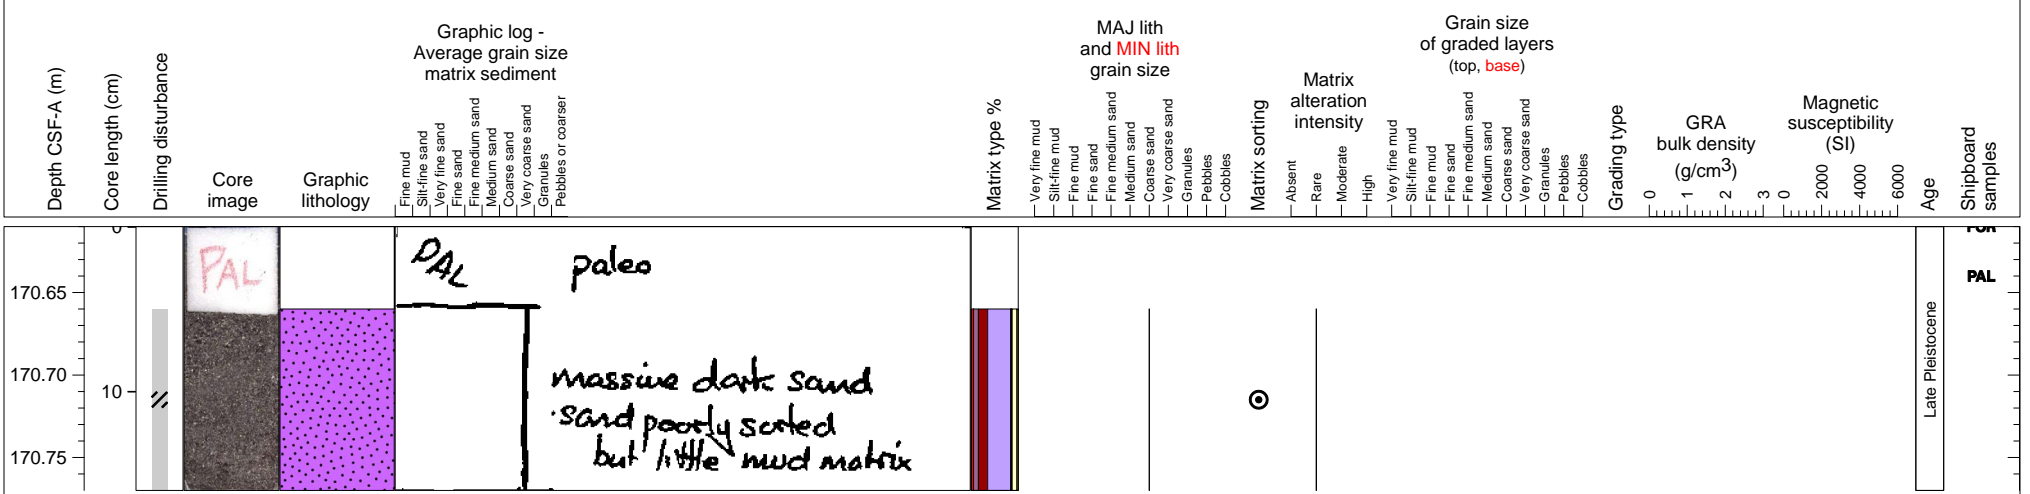 Depth CSF-A (m)
Core length (cm)
Drilling disturbance
Core
image
Graphic
lithology
Graphic log -
Average grain size
matrix sediment
Fine mud
Silt-fine sand
Very fine sand
Fine sand
Fine medium sand
Medium sand
Coarse sand
Very coarse sand
Granules
Pebbles or coarser
Matrix type %
MAJ lith
and MIN lith
grain size
Very fine mud
Silt-fine mud
Fine mud
Fine sand
Fine medium sand
Medium sand
Coarse sand
Very coarse sand
Granules
Pebbles
Cobbles
Matrix sorting
Matrix
alteration
intensity
Absent
Rare
Moderate
High
Grain size
of graded layers
(top, base)
Very fine mud
Silt-fine mud
Fine mud
Fine sand
Fine medium sand
Medium sand
Coarse sand
Very coarse sand
Granules
Pebbles
Cobbles
Grading type
GRA
bulk density
(g/cm3)
0 1 2 3
Magnetic
susceptibility
(SI)
0 2000 4000 6000
Age
Shipboard
samples
0
PAL
PAL
paleo
PAL
170.65
170.70
10
170.75
massive dark sand
·sand poorly sorted
but little mud matrix
Late Pleistocene